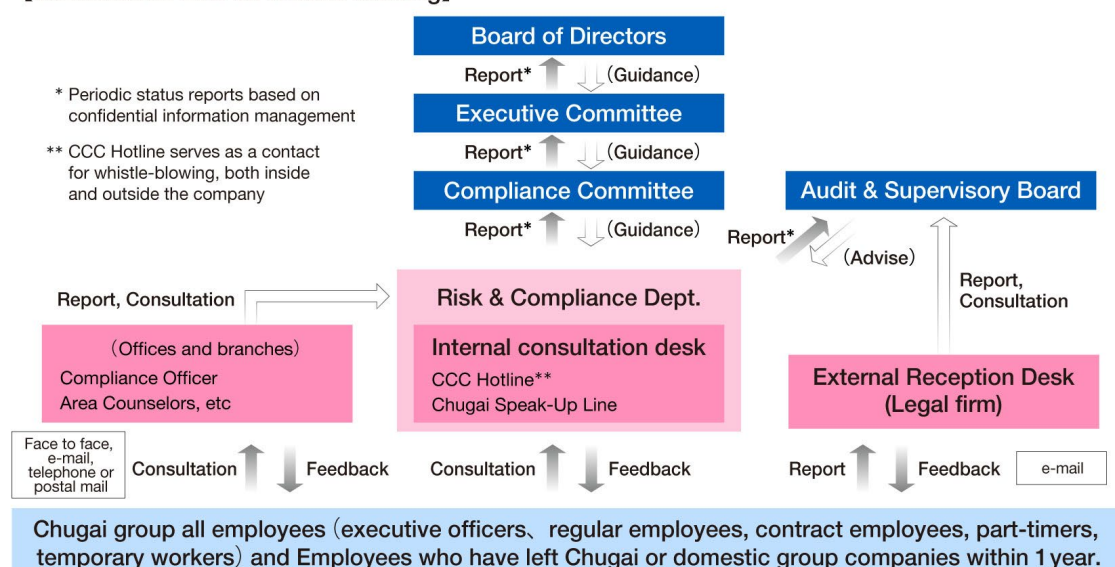 Board of Directors
Report* (Guidance)
* Periodic status reports based on
confidential information management
Executive Committee
** CCC Hotline serves as a contact
for whistle-blowing, both inside
and outside the company
Report* (Guidance)
Compliance Committee
Audit & Supervisory Board
Report* (Guidance)
Report*
(Advise)
Report,
Consultation
Report, Consultation
Risk & Compliance Dept.
(Offices and branches)
Compliance Officer
Area Counselors, etc
Internal consultation desk
CCC Hotline**
Chugai Speak-Up Line
External Reception Desk
(Legal firm)
Face to face,
e-mail,
telephone or
postal mail
Consultation Feedback
Consultation Feedback
Report Feedback
e-mail
Chugai group all employees (executive officers、regular employees, contract employees, part-timers,
temporary workers) and Employees who have left Chugai or domestic group companies within 1 year.